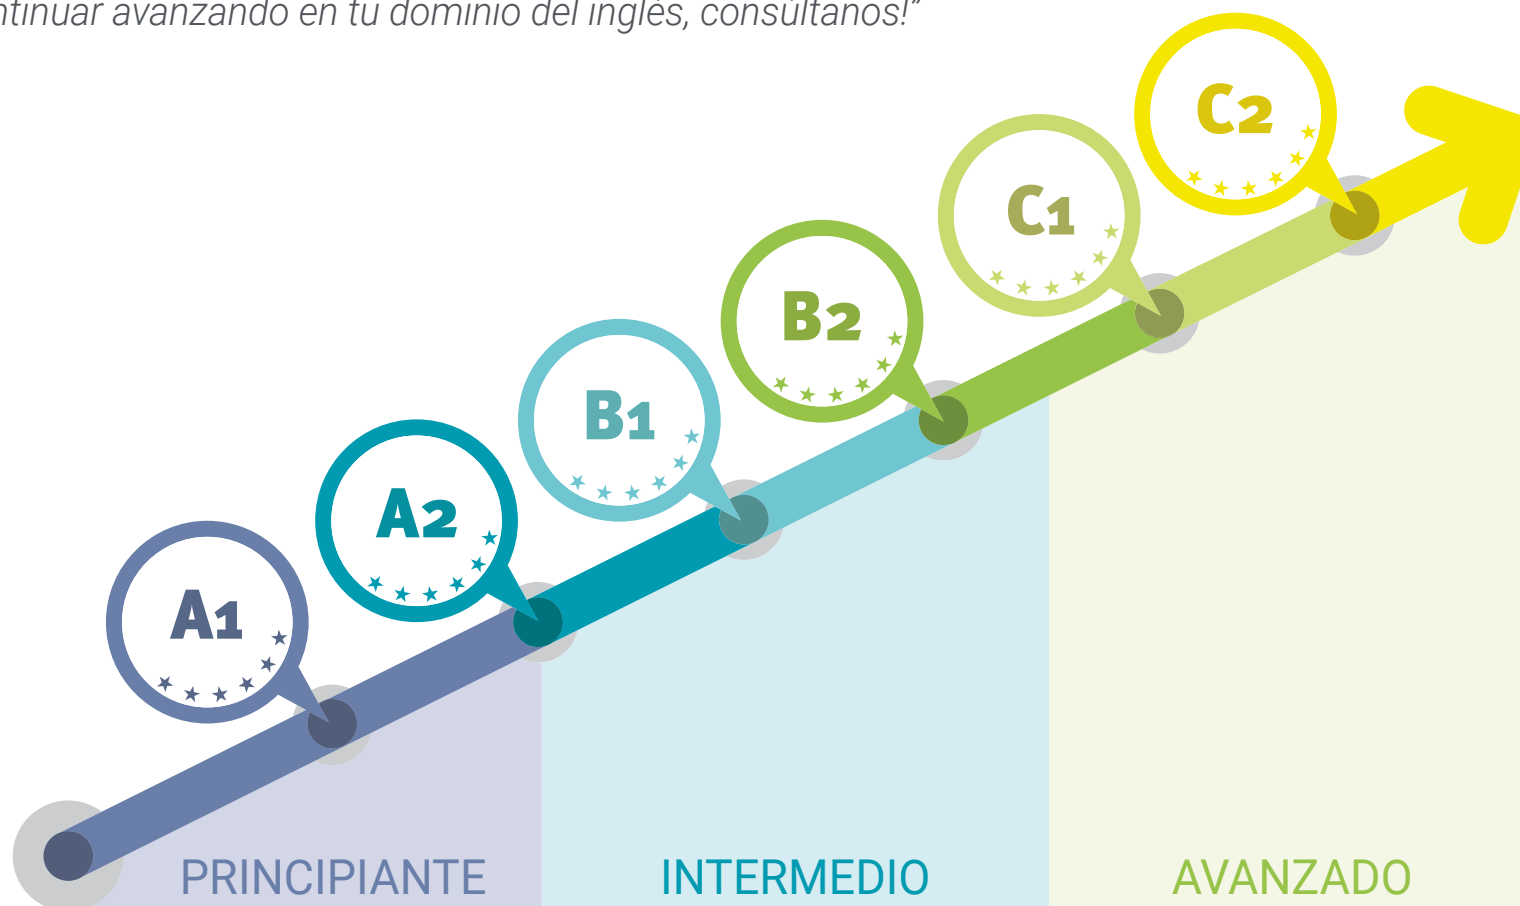 ntinuar avanzando en tu dominio del inglés, consúltanos!”
C2
C1
B2
B1
A2
A1
PRINCIPIANTE INTERMEDIO AVANZADO